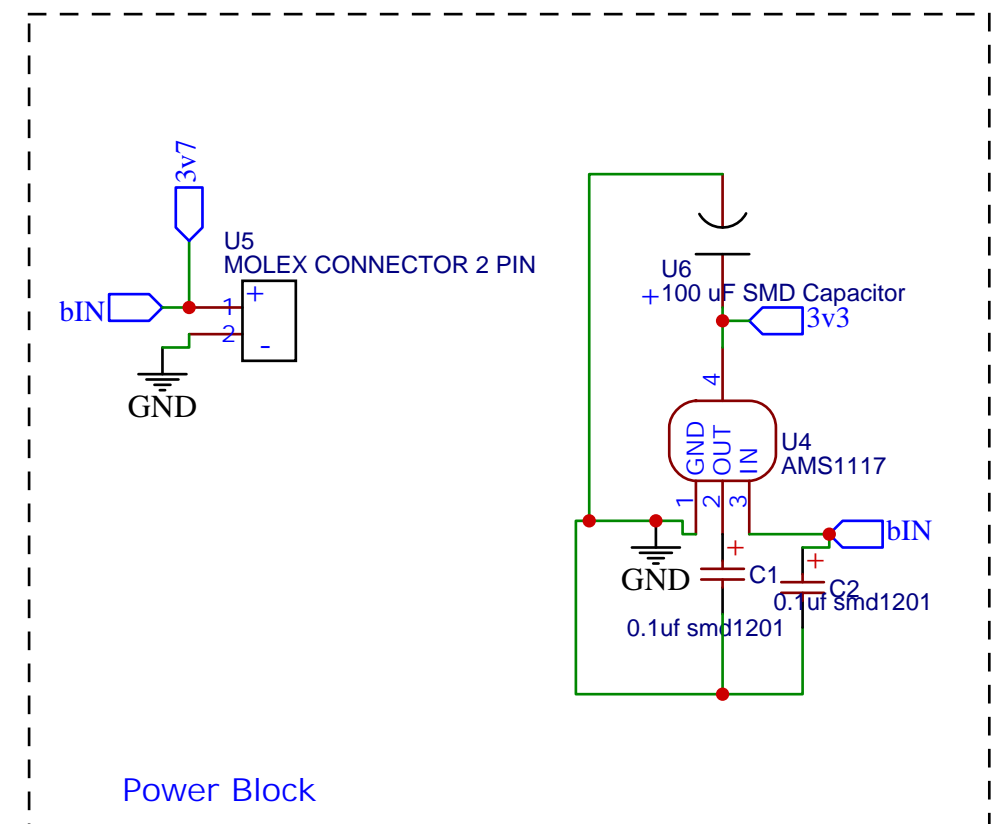 3v7
U5
MOLEX CONNECTOR 2 PIN
bIN
1
+
2
-
GND
U6
+
100 uF SMD Capacitor
3v3
4
GND
OUT
IN
U4
AMS1117
1
2
3
bIN
GND
+
C1
+
C2
0.1uf smd1201
0.1uf smd1201
Power Block